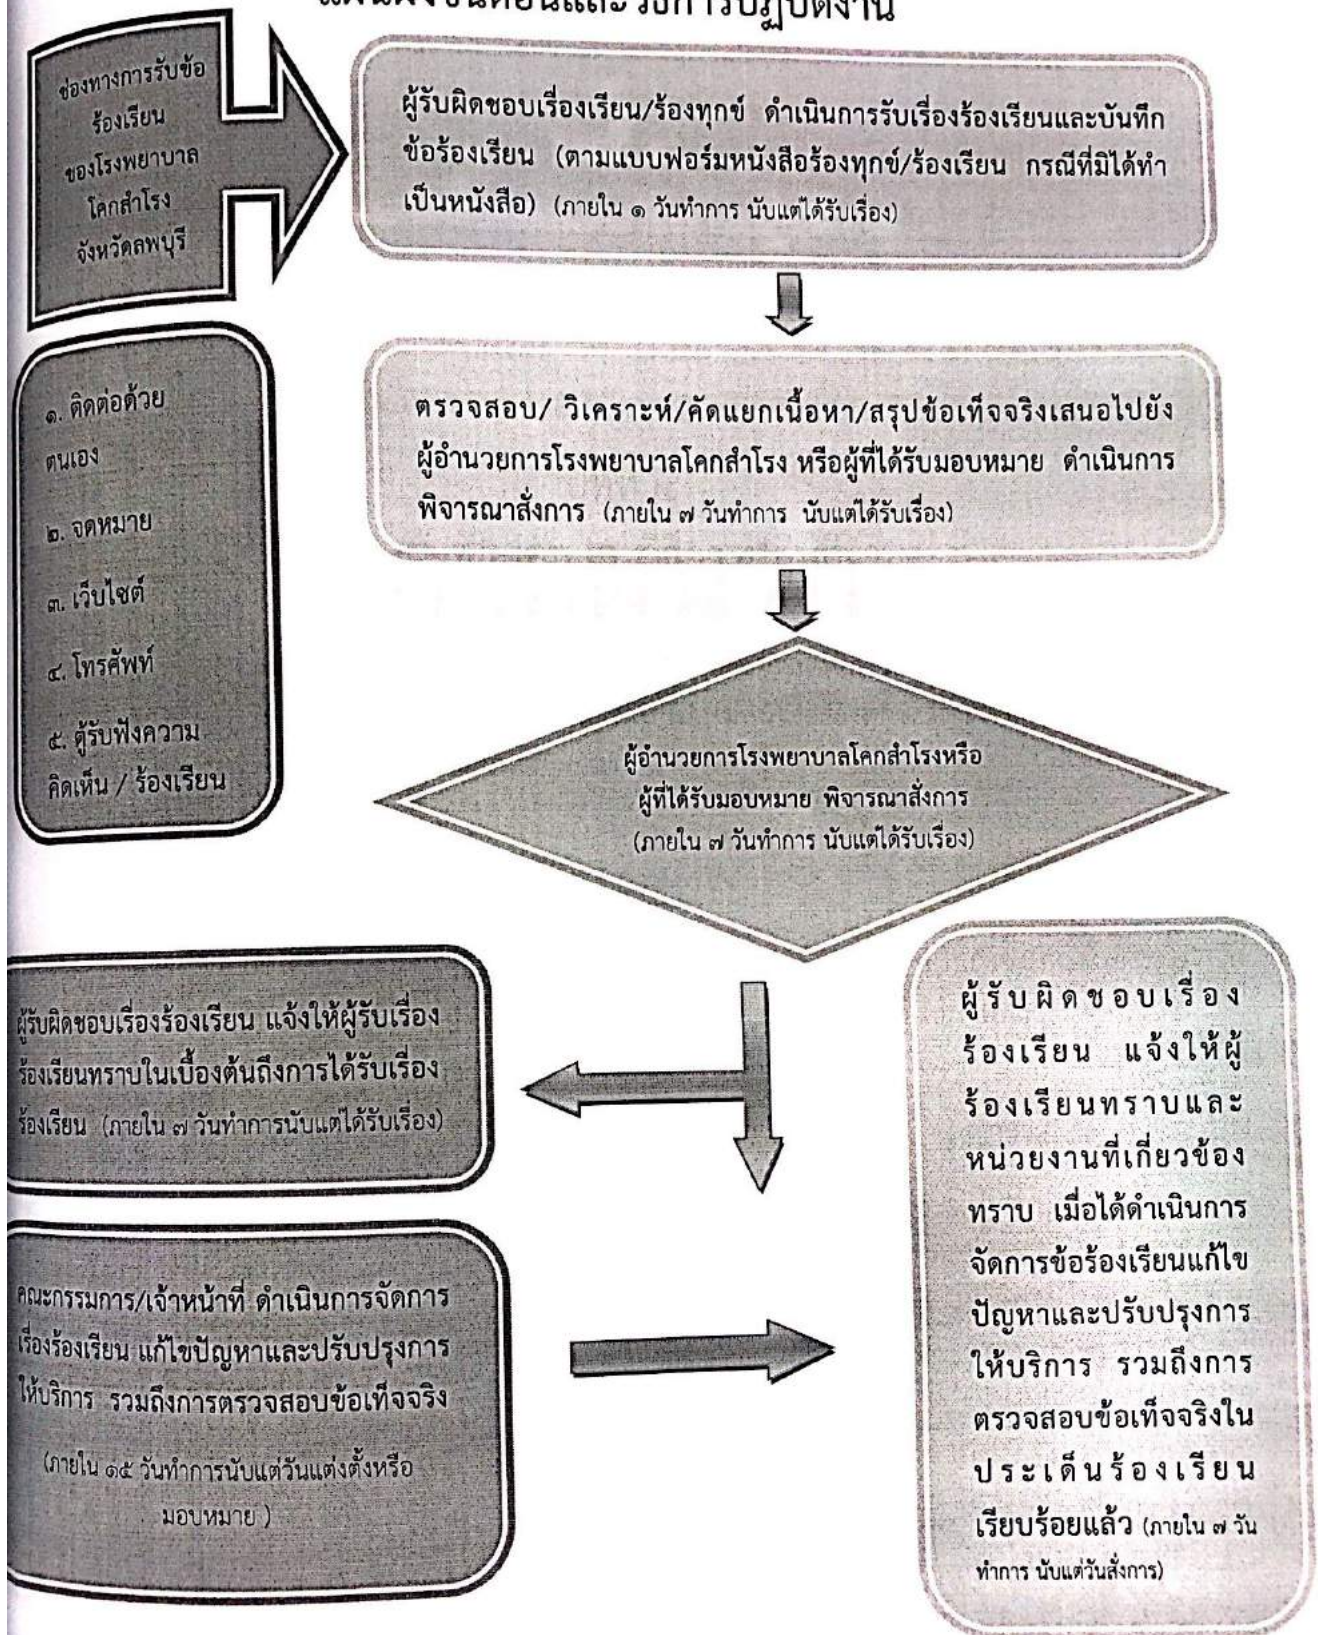 แผนผังขั้นตอนและวิธีการปฏิบัติงาน
ช่องทางการรับข้อ
ร้องเรียน
ของโรงพยาบาล
โคกสำโรง
จังหวัดลพบุรี
ผู้รับผิดชอบเรื่องเรียน/ร้องทุกข์ ดำเนินการรับเรื่องร้องเรียนและบันทึก
ข้อร้องเรียน (ตามแบบฟอร์มหนังสือร้องทุกข์/ร้องเรียน กรณีที่มิได้ทำ
เป็นหนังสือ) (ภายใน ๑ วันทำการ นับแต่ได้รับเรื่อง)
๑. ติดต่อด้วย
ตนเอง
๒. จดหมาย
๓. เว็บไซต์
๔. โทรศัพท์
๕. ตู้รับฟังความ
คิดเห็น / ร้องเรียน
ตรวจสอบ/ วิเคราะห์/คัดแยกเนื้อหา/สรุปข้อเท็จจริงเสนอไปยัง
ผู้อำนวยการโรงพยาบาลโคกสำโรง หรือผู้ที่ได้รับมอบหมาย ดำเนินการ
พิจารณาสั่งการ (ภายใน ๗ วันทำการ นับแต่ได้รับเรื่อง)
ผู้อำนวยการโรงพยาบาลโคกสำโรงหรือ
ผู้ที่ได้รับมอบหมาย พิจารณาสั่งการ
(ภายใน ๗ วันทำการ นับแต่ได้รับเรื่อง)
ผู้รับผิดชอบเรื่องร้องเรียน แจ้งให้ผู้รับเรื่อง
ร้องเรียนทราบในเบื้องต้นถึงการได้รับเรื่อง
ร้องเรียน (ภายใน ๗ วันทำการนับแต่ได้รับเรื่อง)
คณะกรรมการ/เจ้าหน้าที่ ดำเนินการจัดการ
เรื่องร้องเรียน แก้ไขปัญหาและปรับปรุงการ
ให้บริการ รวมถึงการตรวจสอบข้อเท็จจริง
(ภายใน ๑๕ วันทำการนับแต่วันแต่งตั้งหรือ
มอบหมาย )
ผู้รับผิดชอบเรื่อง
ร้องเรียน แจ้งให้ผู้
ร้องเรียนทราบและ
หน่วยงานที่เกี่ยวข้อง
ทราบ เมื่อได้ดำเนินการ
จัดการข้อร้องเรียนแก้ไข
ปัญหาและปรับปรุงการ
ให้บริการ รวมถึงการ
ตรวจสอบข้อเท็จจริงใน
ประเด็นร้องเรียน
เรียบร้อยแล้ว (ภายใน ๗ วัน
ทำการ นับแต่วันสั่งการ)